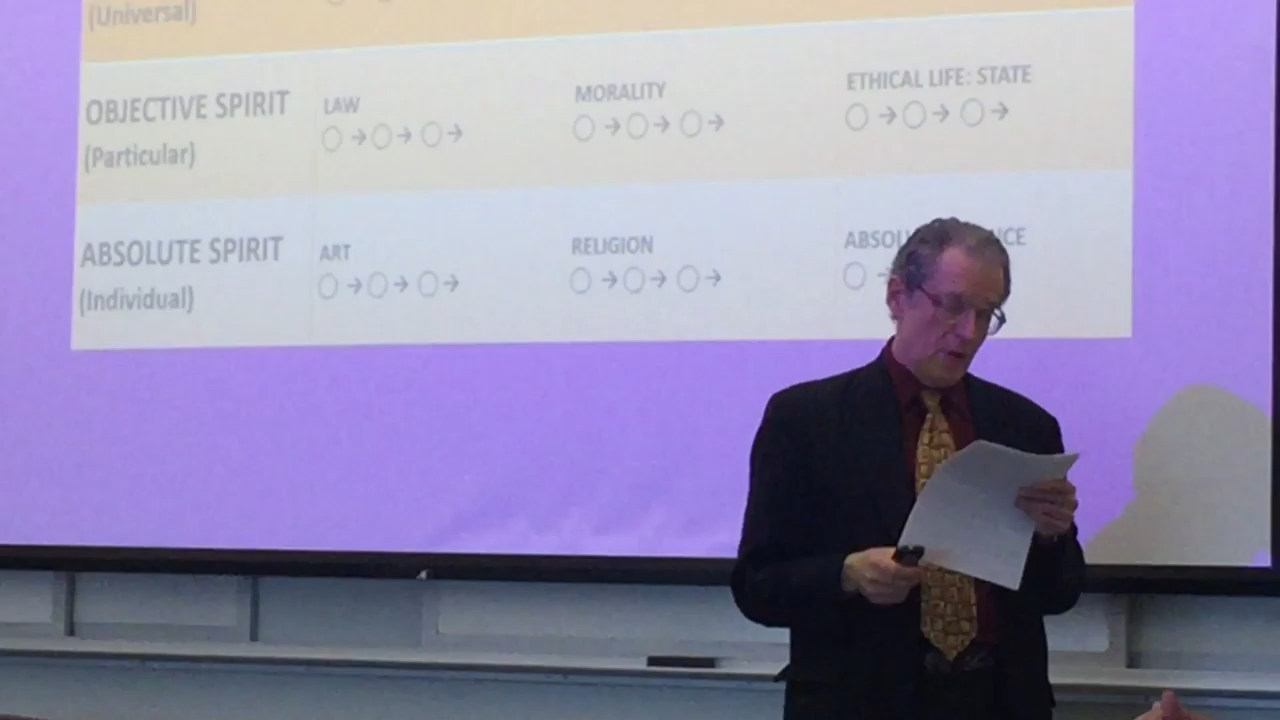 (Universal)
OBJECTIVE SPIRIT
(Particular)
LAW
MORALITY
ETHICAL LIFE: STATE
ABSOLUTE SPIRIT
(Individual)
ART
RELIGION